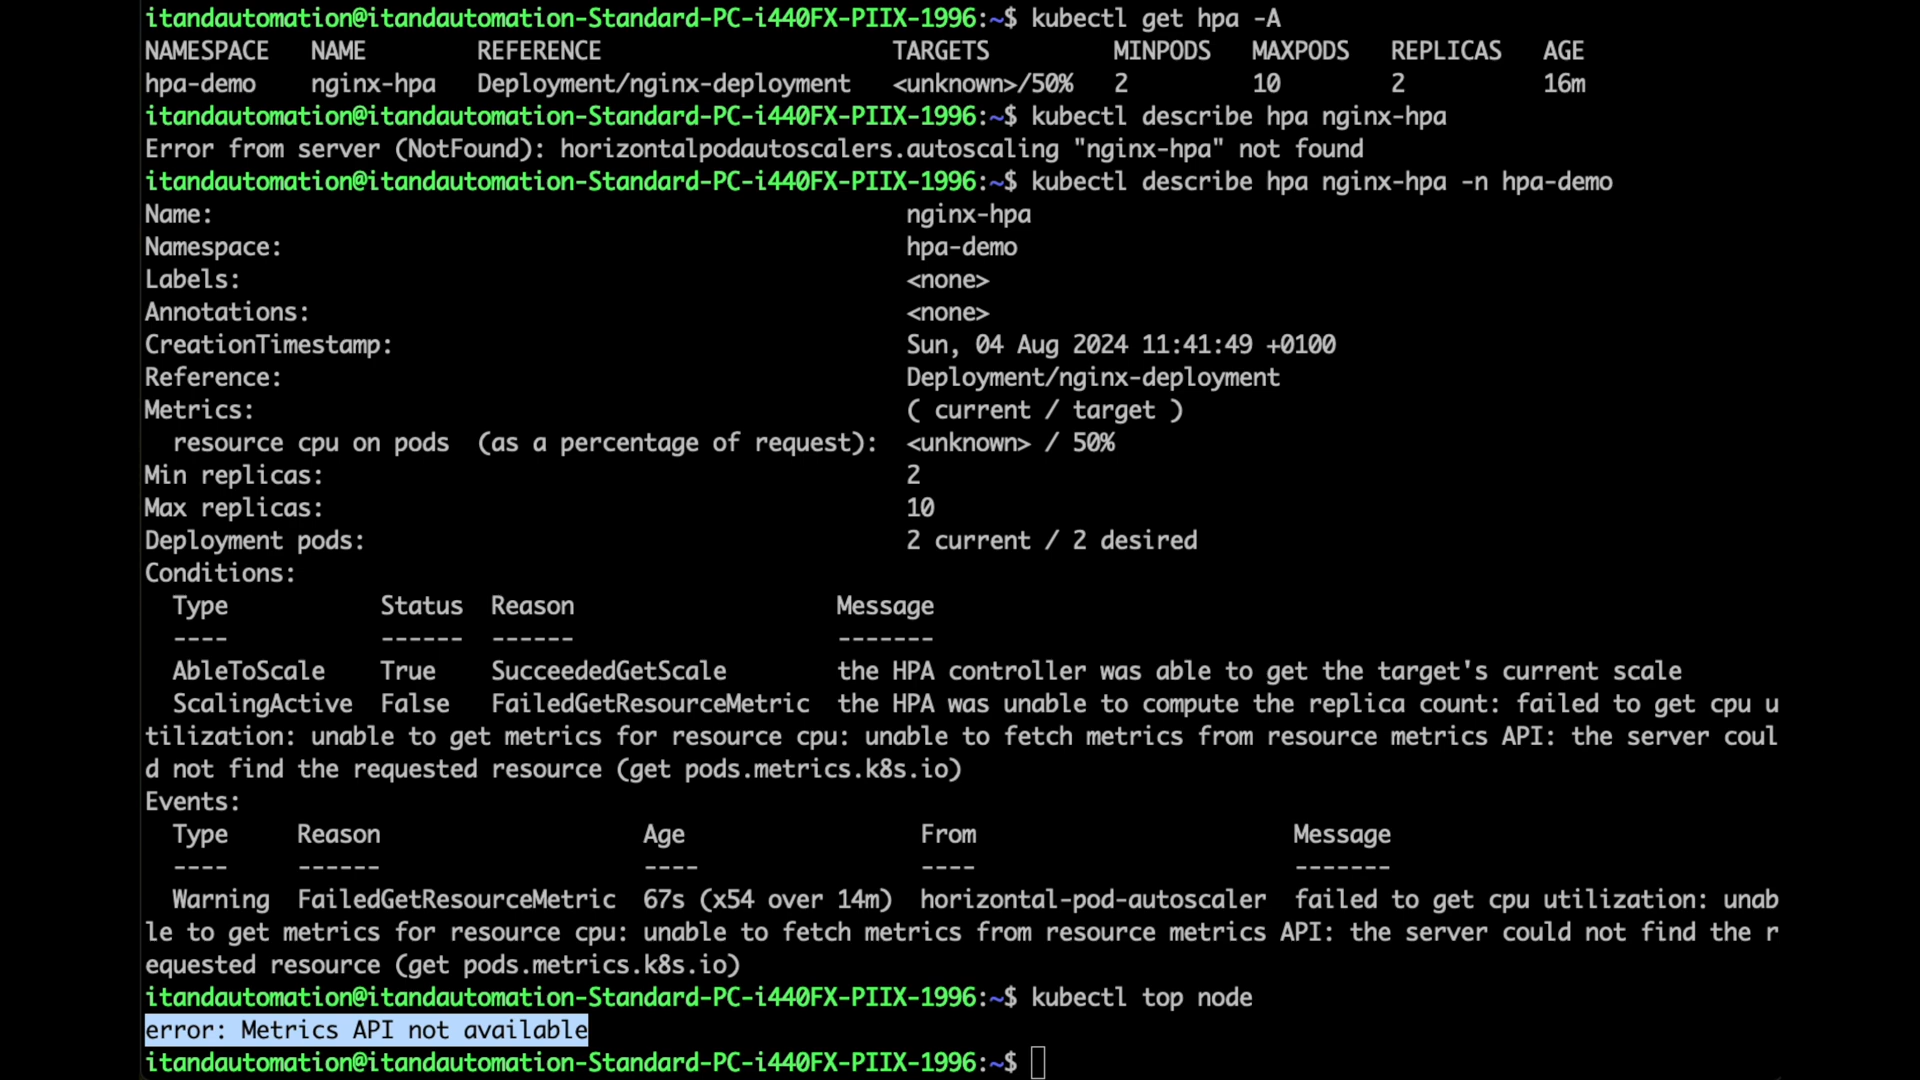 itandautomation@itandautomation-Standard-PC-i440FX-PIIX-1996:~$ kubectl get hpa -A
NAMESPACE   NAME        REFERENCE                     TARGETS         MINPODS   MAXPODS   REPLICAS   AGE
hpa-demo    nginx-hpa   Deployment/nginx-deployment   <unknown>/50%   2         10        2          16m
itandautomation@itandautomation-Standard-PC-i440FX-PIIX-1996:~$ kubectl describe hpa nginx-hpa
Error from server (NotFound): horizontalpodautoscalers.autoscaling "nginx-hpa" not found
itandautomation@itandautomation-Standard-PC-i440FX-PIIX-1996:~$ kubectl describe hpa nginx-hpa -n hpa-demo
Name:                                                  nginx-hpa
Namespace:                                             hpa-demo
Labels:                                                <none>
Annotations:                                           <none>
CreationTimestamp:                                     Sun, 04 Aug 2024 11:41:49 +0100
Reference:                                             Deployment/nginx-deployment
Metrics:                                               ( current / target )
  resource cpu on pods  (as a percentage of request):  <unknown> / 50%
Min replicas:                                          2
Max replicas:                                          10
Deployment pods:                                       2 current / 2 desired
Conditions:
  Type           Status  Reason                   Message
  ----           ------  ------                   -------
  AbleToScale    True    SucceededGetScale        the HPA controller was able to get the target's current scale
  ScalingActive  False   FailedGetResourceMetric  the HPA was unable to compute the replica count: failed to get cpu u
tilization: unable to get metrics for resource cpu: unable to fetch metrics from resource metrics API: the server coul
d not find the requested resource (get pods.metrics.k8s.io)
Events:
  Type     Reason                   Age                 From                       Message
  ----     ------                   ----                ----                       -------
  Warning  FailedGetResourceMetric  67s (x54 over 14m)  horizontal-pod-autoscaler  failed to get cpu utilization: unab
le to get metrics for resource cpu: unable to fetch metrics from resource metrics API: the server could not find the r
equested resource (get pods.metrics.k8s.io)
itandautomation@itandautomation-Standard-PC-i440FX-PIIX-1996:~$ kubectl top node
error: Metrics API not available
itandautomation@itandautomation-Standard-PC-i440FX-PIIX-1996:~$